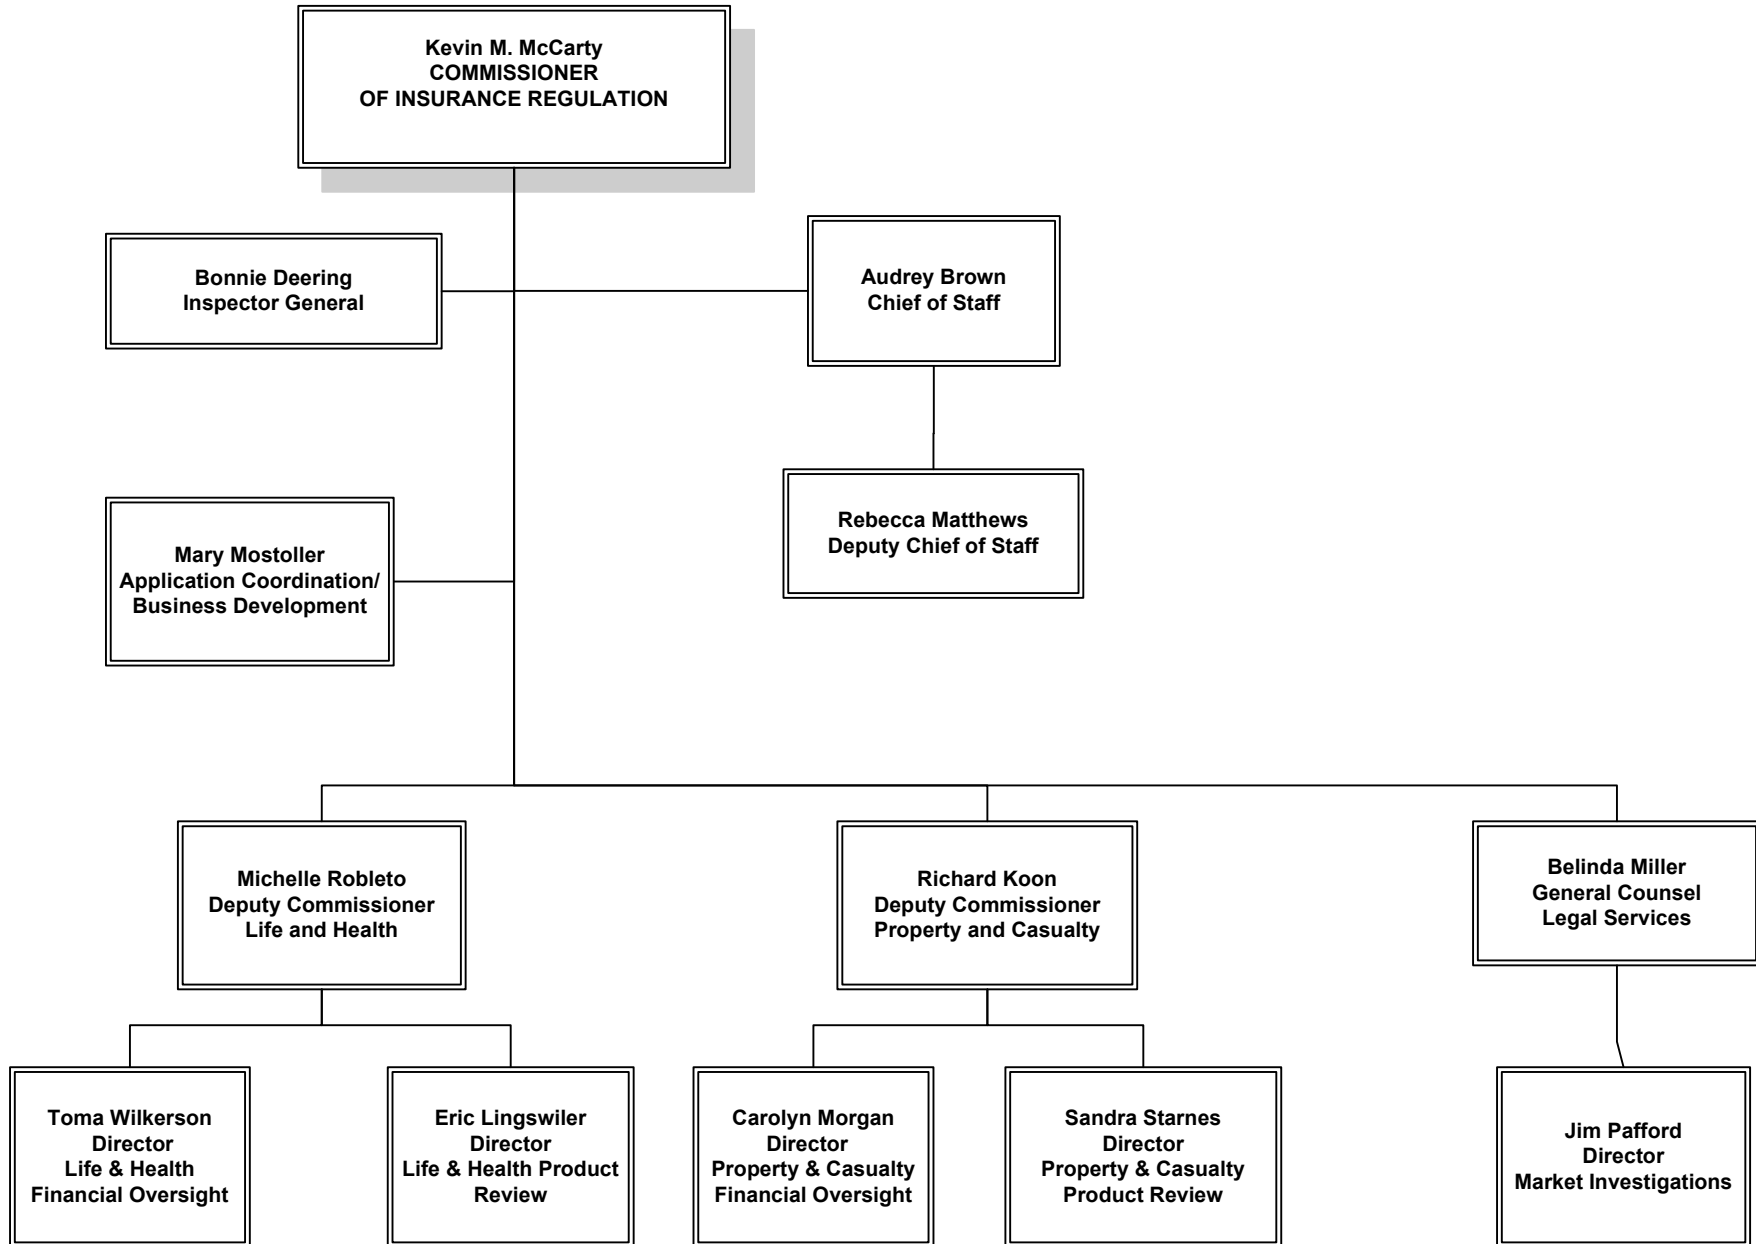 Kevin M. McCarty
COMMISSIONER
OF INSURANCE REGULATION
Bonnie Deering
Inspector General
Audrey Brown
Chief of Staff
Rebecca Matthews
Deputy Chief of Staff
Mary Mostoller
Application Coordination/
Business Development
Michelle Robleto
Deputy Commissioner
Life and Health
Richard Koon
Deputy Commissioner
Property and Casualty
Belinda Miller
General Counsel
Legal Services
Toma Wilkerson
Director
Life & Health
Financial Oversight
Eric Lingswiler
Director
Life & Health Product
Review
Carolyn Morgan
Director
Property & Casualty
Financial Oversight
Sandra Starnes
Director
Property & Casualty
Product Review
Jim Pafford
Director
Market Investigations